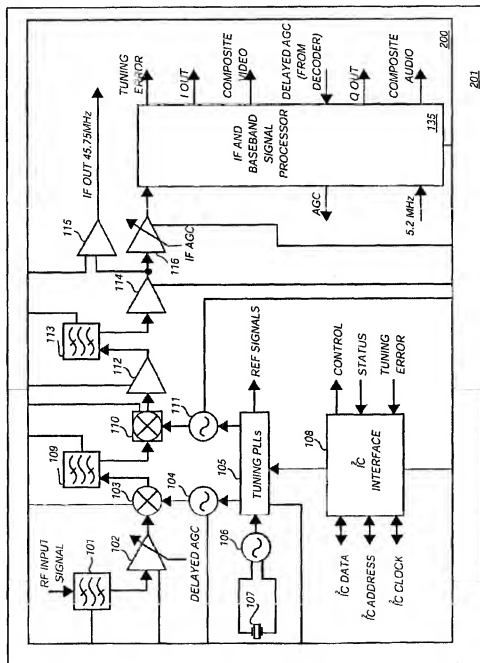 RF INPUT
SIGNAL
101
102
DELAYED AGC
103
104
109
110
111
112
113
114
115
IF OUT 45.75MHz
116
IF AGC
TUNING
ERROR
I OUT
COMPOSITE
VIDEO
DELAYED AGC
(FROM
DECODER)
Q OUT
COMPOSITE
AUDIO
IF AND
BASEBAND
SIGNAL
PROCESSOR
135
AGC
5.2 MHz
200
201
105
TUNING PLLs
REF SIGNALS
106
107
108
I²C
INTERFACE
CONTROL
STATUS
TUNING
ERROR
I²C DATA
I²C ADDRESS
I²C CLOCK